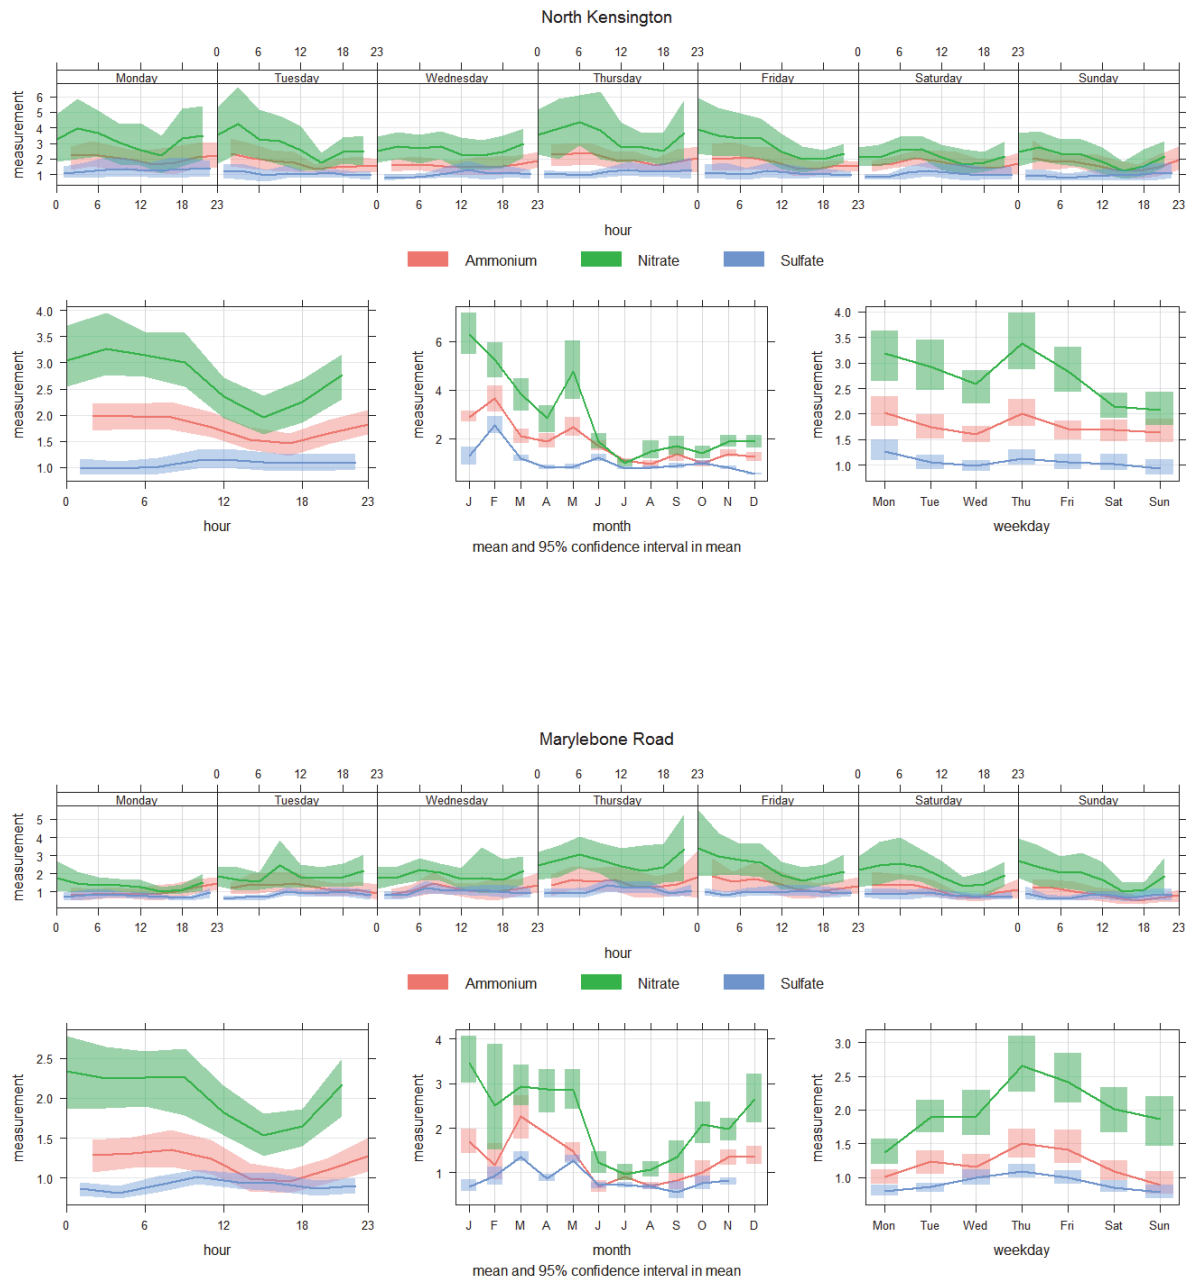 North Kensington
0 6 12 18 23 0 6 12 18 23 0 6 12 18 23
Monday Tuesday Wednesday Thursday Friday Saturday Sunday
measurement
6
5
4
3
2
1
0 6 12 18 23 0 6 12 18 23 0 6 12 18 23 0 6 12 18 23
hour
Ammonium Nitrate Sulfate
measurement
4.0
3.5
3.0
2.5
2.0
1.5
1.0
0 6 12 18 23
hour
measurement
6
4
2
J F M A M J J A S O N D
month
mean and 95% confidence interval in mean
measurement
4.0
3.5
3.0
2.5
2.0
1.5
1.0
Mon Tue Wed Thu Fri Sat Sun
weekday
Marylebone Road
0 6 12 18 23 0 6 12 18 23 0 6 12 18 23
Monday Tuesday Wednesday Thursday Friday Saturday Sunday
measurement
5
4
3
2
1
0 6 12 18 23 0 6 12 18 23 0 6 12 18 23 0 6 12 18 23
hour
Ammonium Nitrate Sulfate
measurement
2.5
2.0
1.5
1.0
0 6 12 18 23
hour
measurement
4
3
2
1
J F M A M J J A S O N D
month
mean and 95% confidence interval in mean
measurement
3.0
2.5
2.0
1.5
1.0
Mon Tue Wed Thu Fri Sat Sun
weekday